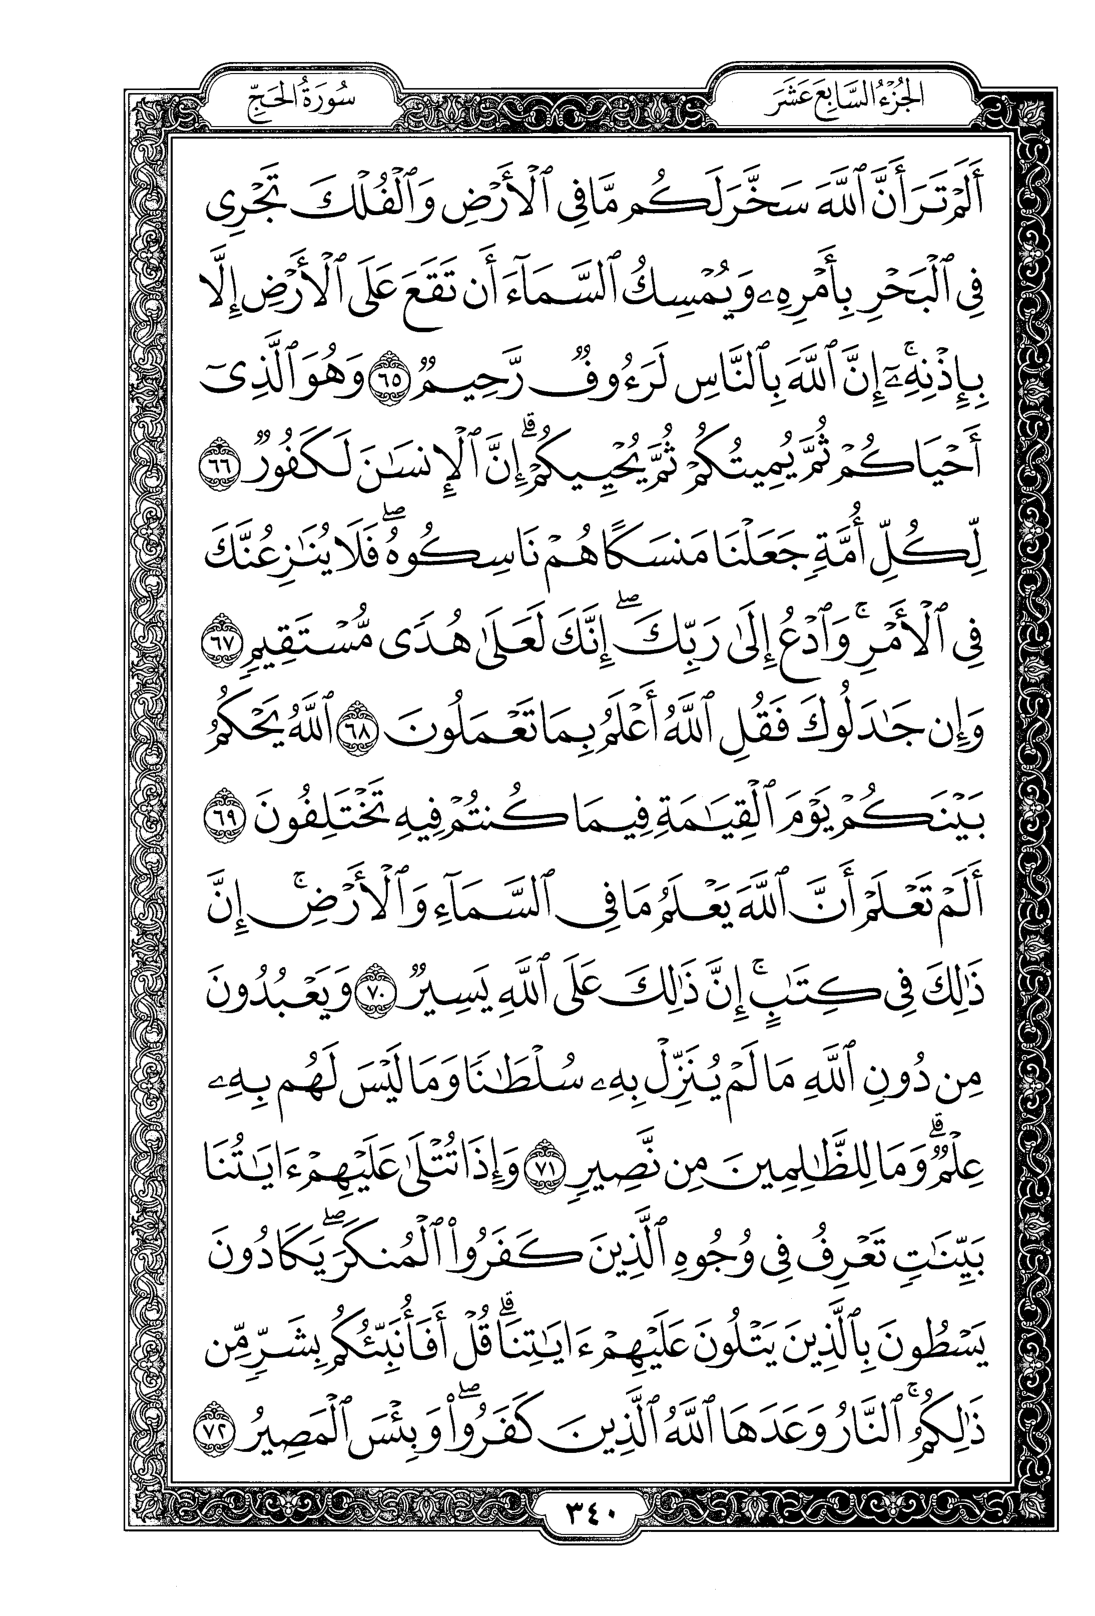 الجُزْءُ السَّابِعَ عَشَرَ
سُورَةُ الحَجِّ
أَلَمْ تَرَ أَنَّ ٱللَّهَ سَخَّرَ لَكُم مَّا فِى ٱلْأَرْضِ وَٱلْفُلْكَ تَجْرِى
فِى ٱلْبَحْرِ بِأَمْرِهِۦ وَيُمْسِكُ ٱلسَّمَآءَ أَن تَقَعَ عَلَى ٱلْأَرْضِ إِلَّا
بِإِذْنِهِۦٓ ۚ إِنَّ ٱللَّهَ بِٱلنَّاسِ لَرَءُوفٌ رَّحِيمٌ ٦٥ وَهُوَ ٱلَّذِىٓ
أَحْيَاكُمْ ثُمَّ يُمِيتُكُمْ ثُمَّ يُحْيِيكُمْ ۗ إِنَّ ٱلْإِنسَٰنَ لَكَفُورٌ ٦٦
لِّكُلِّ أُمَّةٍ جَعَلْنَا مَنسَكًا هُمْ نَاسِكُوهُ ۖ فَلَا يُنَٰزِعُنَّكَ
فِى ٱلْأَمْرِ ۚ وَٱدْعُ إِلَىٰ رَبِّكَ ۖ إِنَّكَ لَعَلَىٰ هُدًى مُّسْتَقِيمٍ ٦٧
وَإِن جَٰدَلُوكَ فَقُلِ ٱللَّهُ أَعْلَمُ بِمَا تَعْمَلُونَ ٦٨ ٱللَّهُ يَحْكُمُ
بَيْنَكُمْ يَوْمَ ٱلْقِيَٰمَةِ فِيمَا كُنتُمْ فِيهِ تَخْتَلِفُونَ ٦٩
أَلَمْ تَعْلَمْ أَنَّ ٱللَّهَ يَعْلَمُ مَا فِى ٱلسَّمَآءِ وَٱلْأَرْضِ ۗ إِنَّ
ذَٰلِكَ فِى كِتَٰبٍ ۚ إِنَّ ذَٰلِكَ عَلَى ٱللَّهِ يَسِيرٌ ٧٠ وَيَعْبُدُونَ
مِن دُونِ ٱللَّهِ مَا لَمْ يُنَزِّلْ بِهِۦ سُلْطَٰنًا وَمَا لَيْسَ لَهُم بِهِۦ
عِلْمٌ ۗ وَمَا لِلظَّٰلِمِينَ مِن نَّصِيرٍ ٧١ وَإِذَا تُتْلَىٰ عَلَيْهِمْ ءَايَٰتُنَا
بَيِّنَٰتٍ تَعْرِفُ فِى وُجُوهِ ٱلَّذِينَ كَفَرُوا۟ ٱلْمُنكَرَ ۖ يَكَادُونَ
يَسْطُونَ بِٱلَّذِينَ يَتْلُونَ عَلَيْهِمْ ءَايَٰتِنَا ۗ قُلْ أَفَأُنَبِّئُكُم بِشَرٍّ مِّن
ذَٰلِكُمُ ۚ ٱلنَّارُ وَعَدَهَا ٱللَّهُ ٱلَّذِينَ كَفَرُوا۟ ۖ وَبِئْسَ ٱلْمَصِيرُ ٧٢
٣٤٠